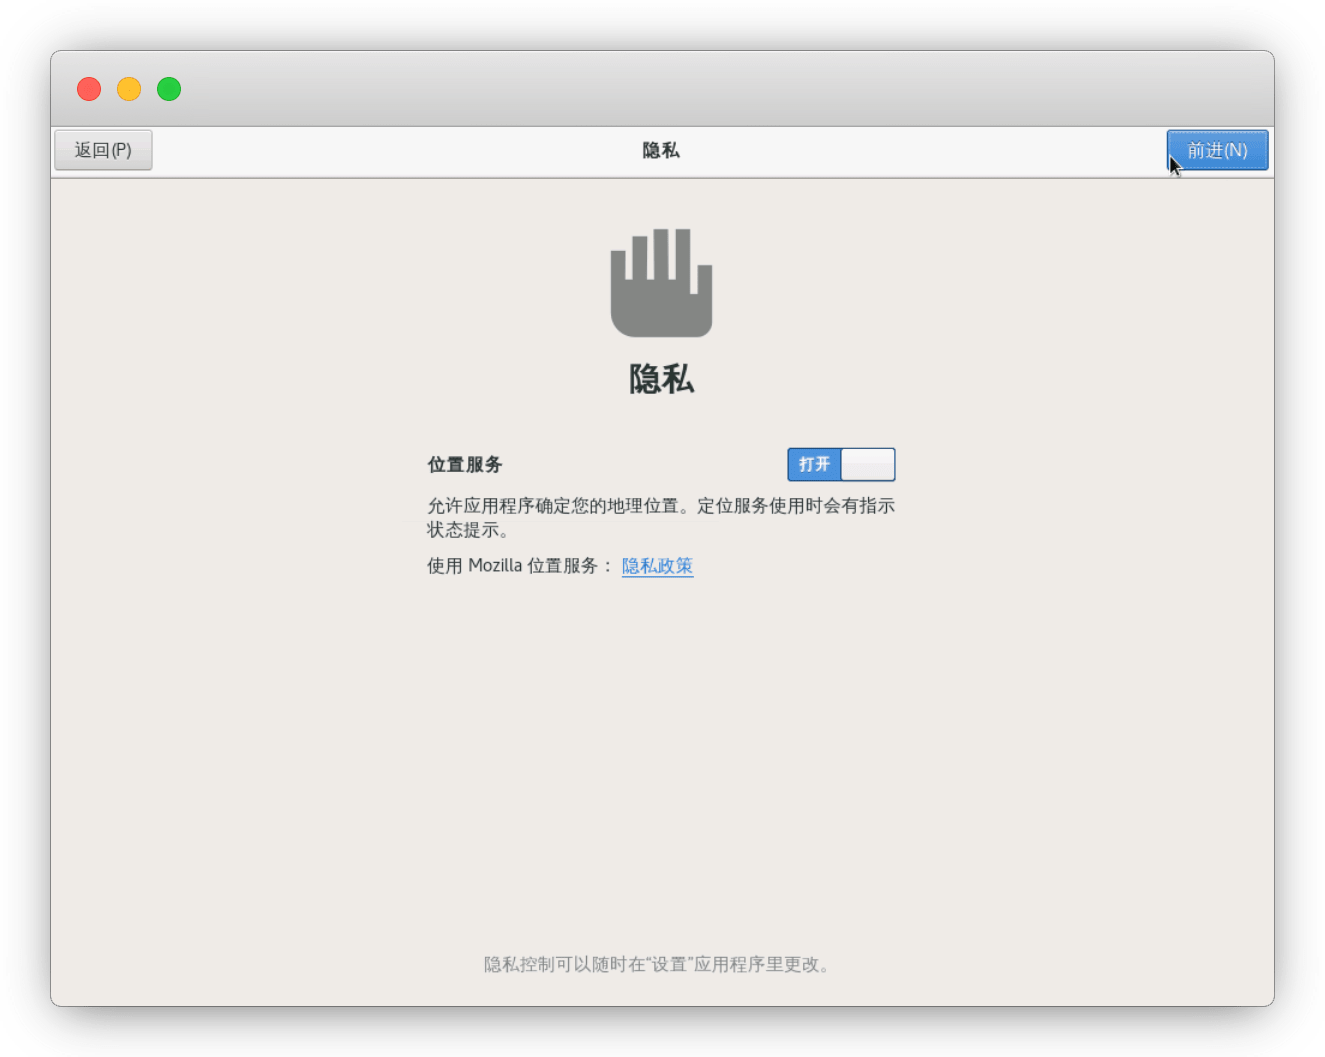 返回(P)
隐私
前进(N)
隐私
位置服务
打开
允许应用程序确定您的地理位置。定位服务使用时会有指示
状态提示。
使用 Mozilla 位置服务： 隐私政策
隐私控制可以随时在“设置”应用程序里更改。